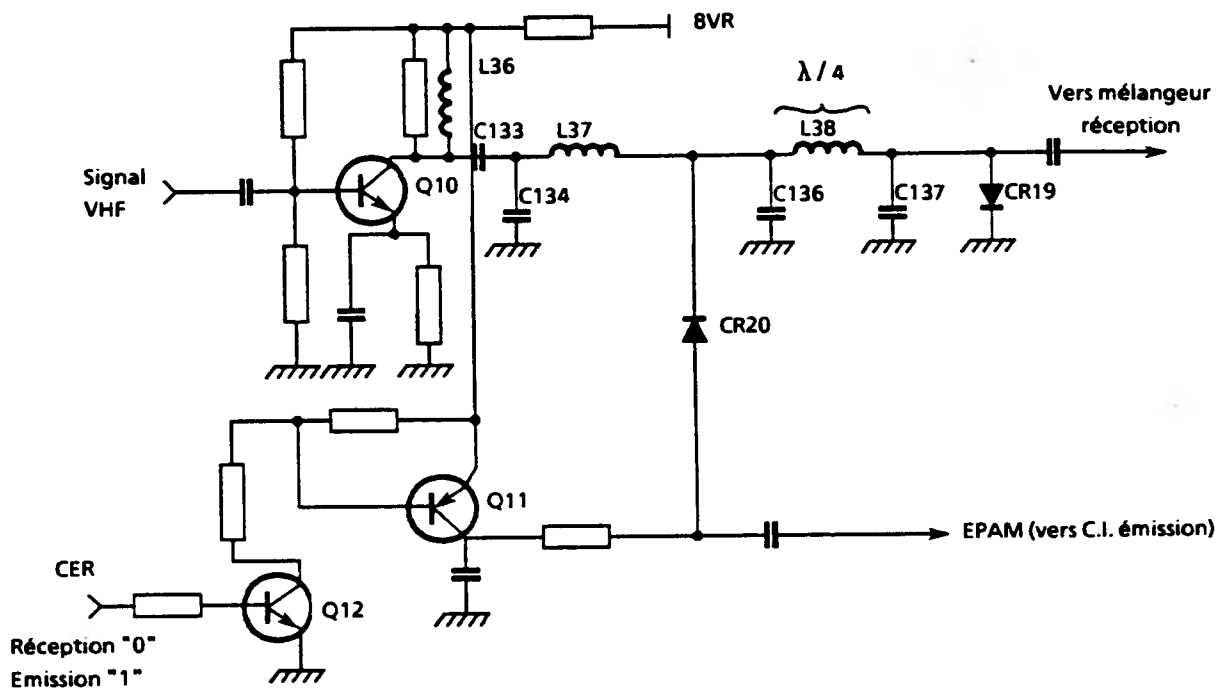 8VR
L36
λ / 4
Vers mélangeur
réception
C133
L37
L38
Signal
VHF
Q10
C134
C136
C137
CR19
CR20
Q11
EPAM (vers C.I. émission)
CER
Q12
Réception "0"
Emission "1"